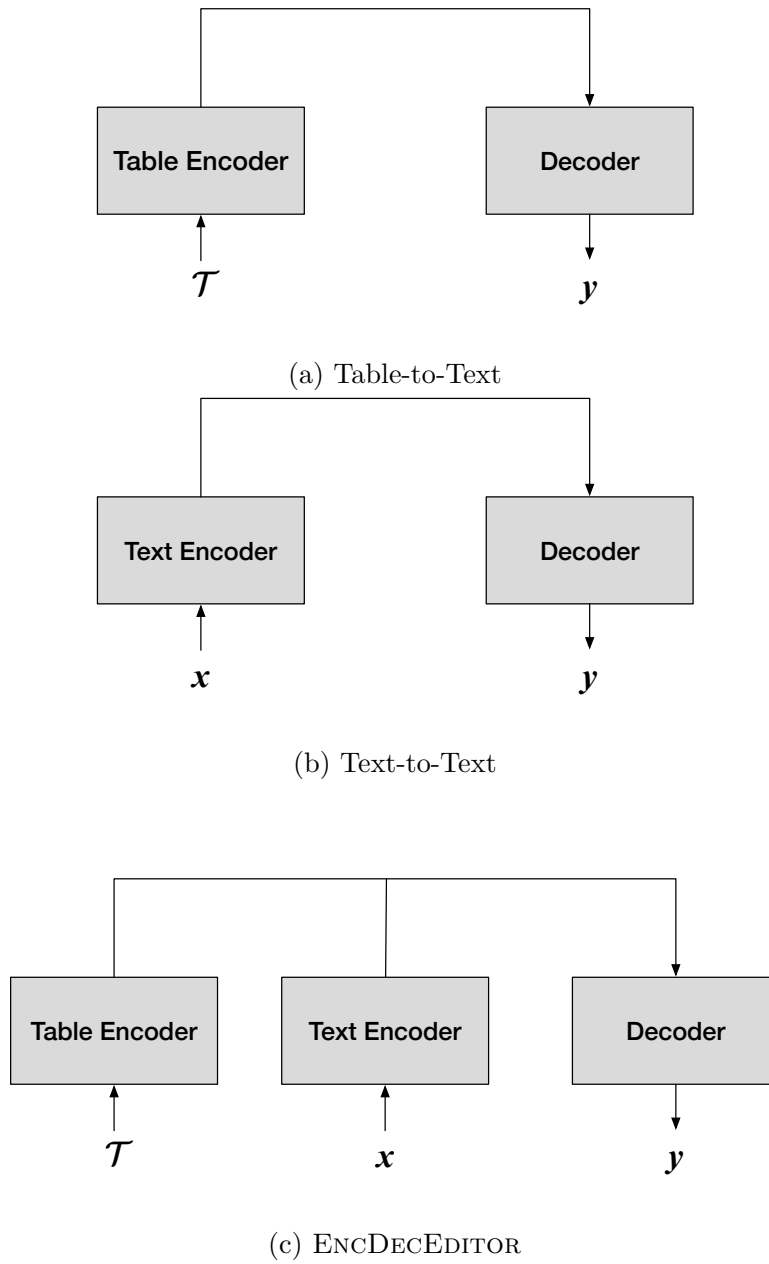 Table Encoder Decoder
𝒯 y
(a) Table-to-Text
Text Encoder Decoder
x y
(b) Text-to-Text
Table Encoder Text Encoder Decoder
𝒯 x y
(c) ENCDECEDITOR